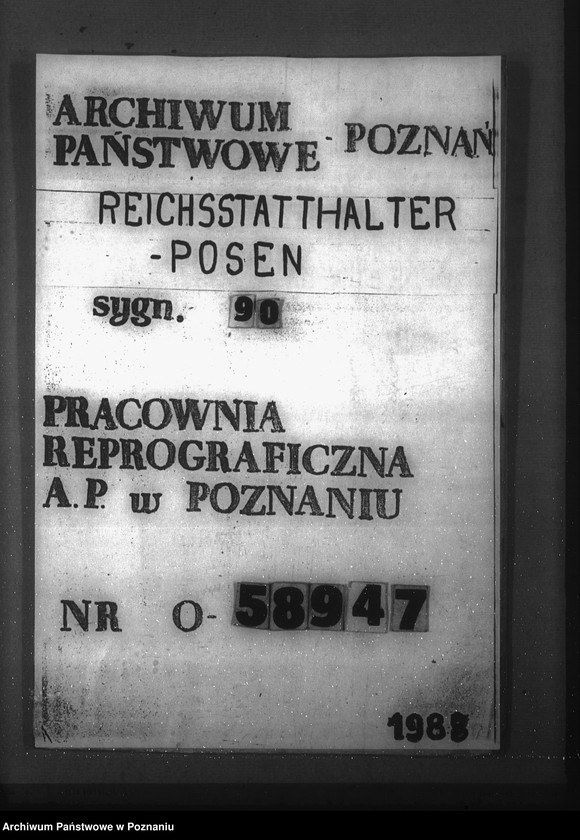 ARCHIWUM
PAŃSTWOWE - POZNAŃ
REICHSSTATTHALTER
-POSEN
sygn. 90
PRACOWNIA
REPROGRAFICZNA
A.P. w POZNANIU
NR O- 58947
1988
Archiwum Państwowe w Poznaniu